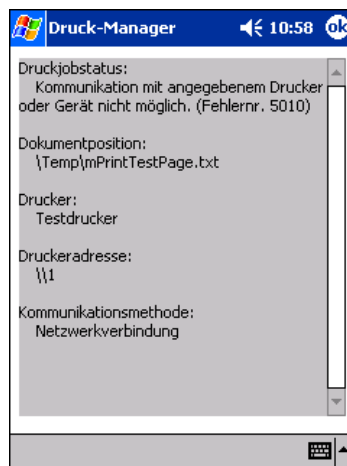 Druck-Manager 10:58 ok
Druckjobstatus:
Kommunikation mit angegebenem Drucker
oder Gerät nicht möglich. (Fehlernr. 5010)
Dokumentposition:
\Temp\mPrintTestPage.txt
Drucker:
Testdrucker
Druckeradresse:
\\1
Kommunikationsmethode:
Netzwerkverbindung